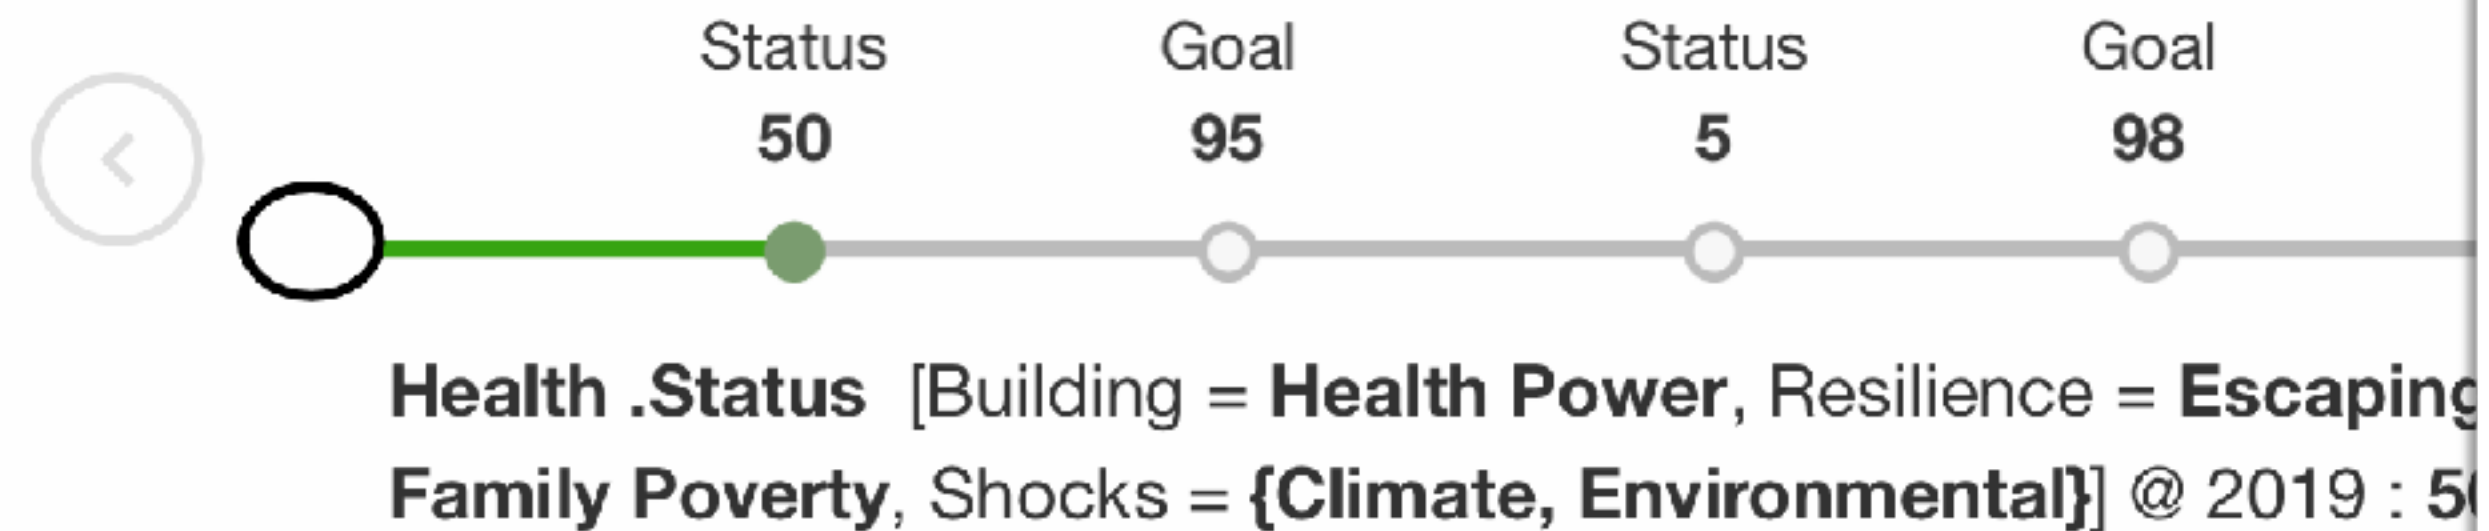 Status Goal Status Goal
50 95 5 98
Health .Status [Building = Health Power, Resilience = Escaping
Family Poverty, Shocks = {Climate, Environmental}] @ 2019 : 50